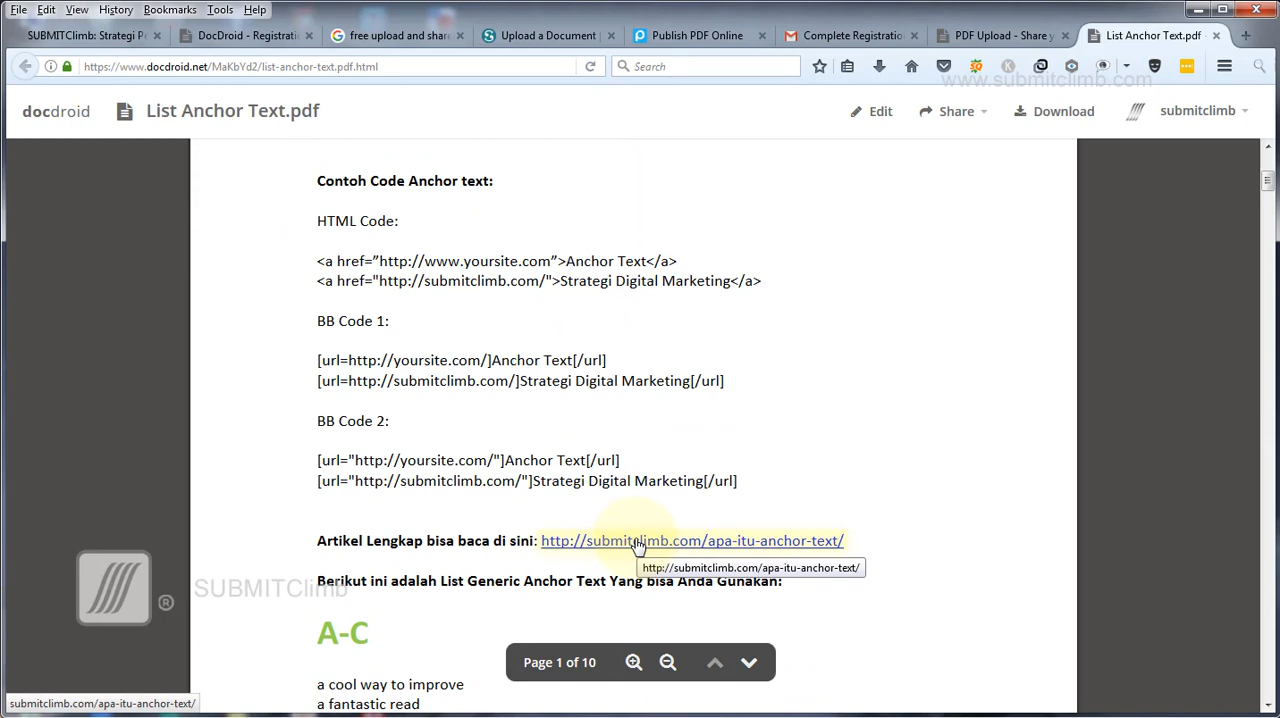 File Edit View History Bookmarks Tools Help
SUBMITClimb: Strategi P
DocDroid - Registrati
free upload and share
Upload a Document |
Publish PDF Online
Complete Registratio
PDF Upload - Share y
List Anchor Text.pdf
https://www.docdroid.net/MaKbYd2/list-anchor-text.pdf.html
Search
www.submitclimb.com
docdroid
List Anchor Text.pdf
Edit
Share
Download
submitclimb
Contoh Code Anchor text:
HTML Code:
<a href=”http://www.yoursite.com”>Anchor Text</a>
<a href="http://submitclimb.com/">Strategi Digital Marketing</a>
BB Code 1:
[url=http://yoursite.com/]Anchor Text[/url]
[url=http://submitclimb.com/]Strategi Digital Marketing[/url]
BB Code 2:
[url="http://yoursite.com/"]Anchor Text[/url]
[url="http://submitclimb.com/"]Strategi Digital Marketing[/url]
Artikel Lengkap bisa baca di sini: http://submitclimb.com/apa-itu-anchor-text/
http://submitclimb.com/apa-itu-anchor-text/
Berikut ini adalah List Generic Anchor Text Yang bisa Anda Gunakan:
SUBMITClimb
®
A-C
Page 1 of 10
a cool way to improve
a fantastic read
submitclimb.com/apa-itu-anchor-text/